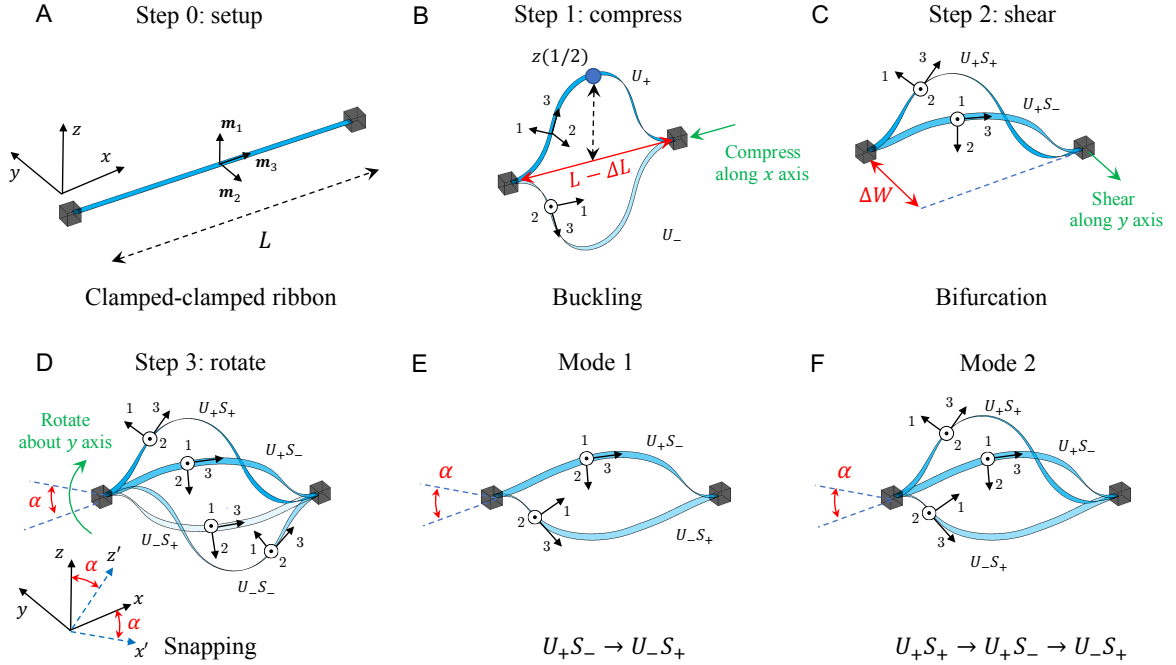 A
Step 0: setup
z
y
x
m₁
m₃
m₂
L
Clamped-clamped ribbon
B
Step 1: compress
z(1/2)
U₊
3
1
2
L − ΔL
Compress
along x axis
2
1
3
U₋
Buckling
C
Step 2: shear
3
U₊S₊
1
2
1
U₊S₋
3
2
ΔW
Shear
along y axis
Bifurcation
D
Step 3: rotate
Rotate
about y axis
1
3
U₊S₊
2
1
U₊S₋
3
2
α
1
3
2
U₋S₊
1
3
2
U₋S₋
z
z′
α
y
x
α
x′
Snapping
E
Mode 1
1
U₊S₋
2
3
α
2
1
3
U₋S₊
U₊S₋ → U₋S₊
F
Mode 2
3
U₊S₊
1
2
1
U₊S₋
2
3
α
2
1
3
U₋S₊
U₊S₊ → U₊S₋ → U₋S₊